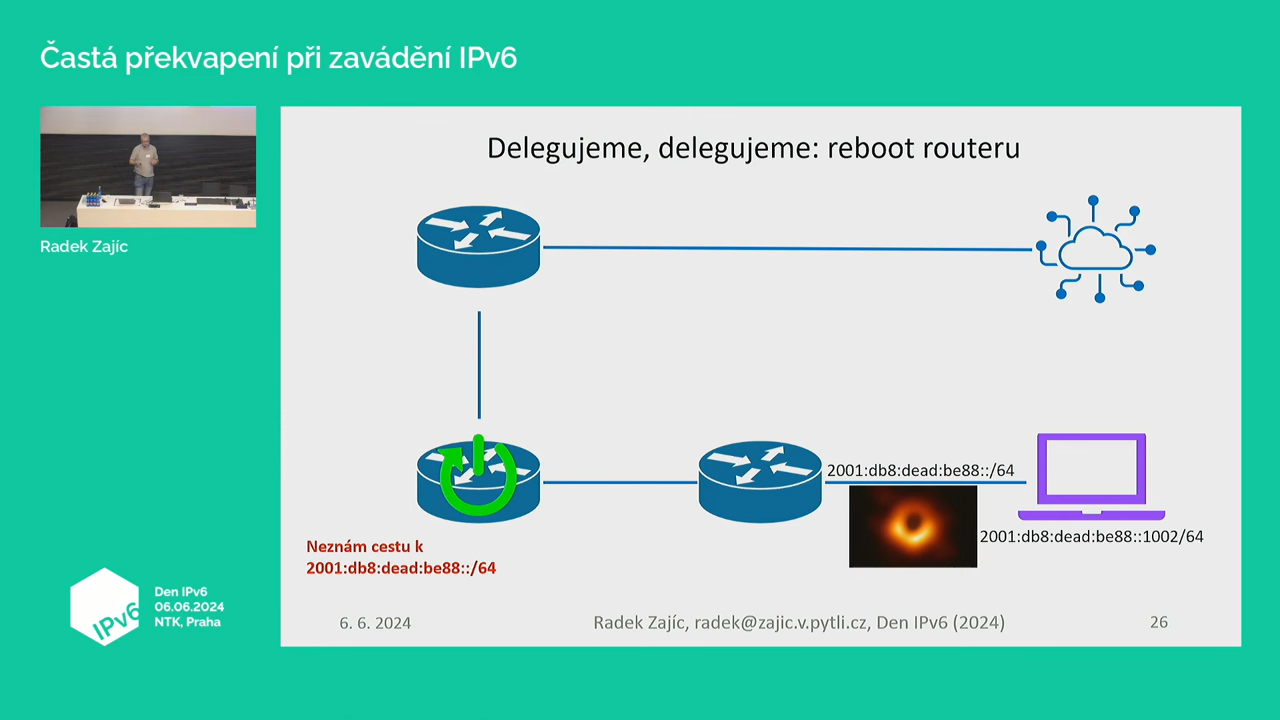 Častá překvapení při zavádění IPv6
Radek Zajíc
Delegujeme, delegujeme: reboot routeru
2001:db8:dead:be88::/64
2001:db8:dead:be88::1002/64
Neznám cestu k
2001:db8:dead:be88::/64
IPv6
Den IPv6
06.06.2024
NTK, Praha
6. 6. 2024
Radek Zajíc, radek@zajic.v.pytli.cz, Den IPv6 (2024)
26